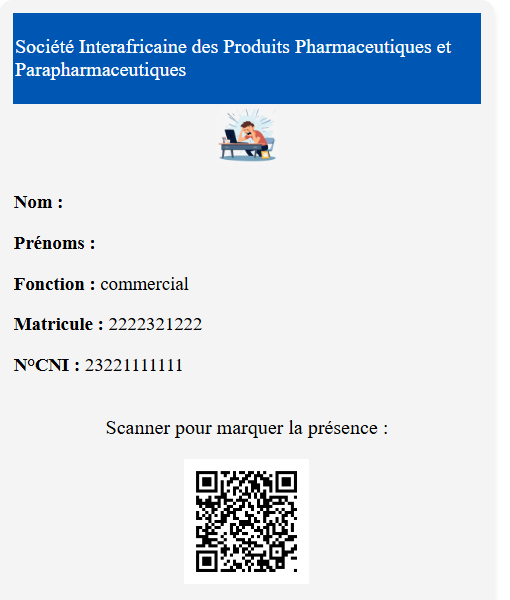 Société Interafricaine des Produits Pharmaceutiques et
Parapharmaceutiques
Nom :
Prénoms :
Fonction : commercial
Matricule : 2222321222
N°CNI : 23221111111
Scanner pour marquer la présence :